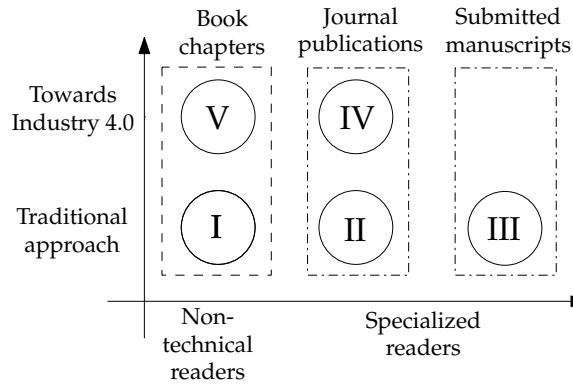 Book
chapters
Journal
publications
Submitted
manuscripts
Towards
Industry 4.0
V
IV
Traditional
approach
I
II
III
Non-
technical
readers
Specialized
readers